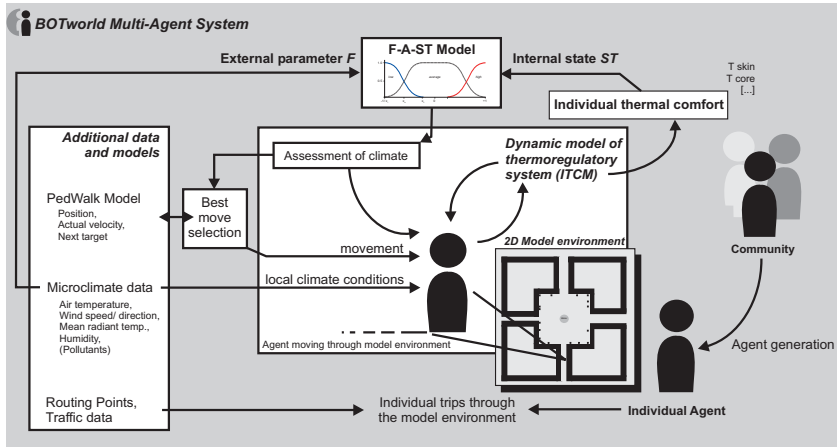 BOTworld Multi-Agent System
F-A-ST Model
External parameter F
Internal state ST
low
average
high
T skin
T core
[...]
Individual thermal comfort
Additional data
and models
Assessment of climate
Dynamic model of
thermoregulatory
system (ITCM)
PedWalk Model
Position,
Actual velocity,
Next target
Best
move
selection
movement
2D Model environment
Community
Microclimate data
local climate conditions
Air temperature,
Wind speed/ direction,
Mean radiant temp.,
Humidity,
(Pollutants)
Agent moving through model environment
Agent generation
Routing Points,
Traffic data
Individual trips through
the model environment
Individual Agent